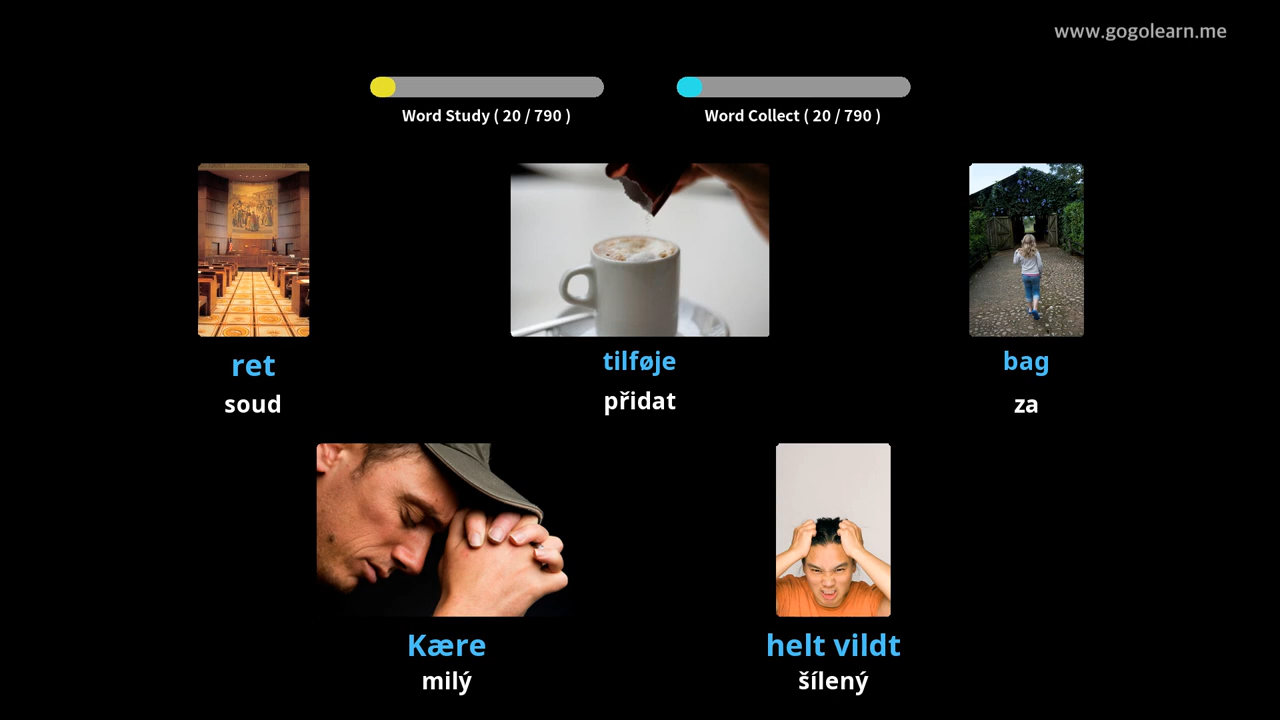 www.gogolearn.me
Word Study ( 20 / 790 )
Word Collect ( 20 / 790 )
ret
soud
tilføje
přidat
bag
za
Kære
milý
helt vildt
šílený